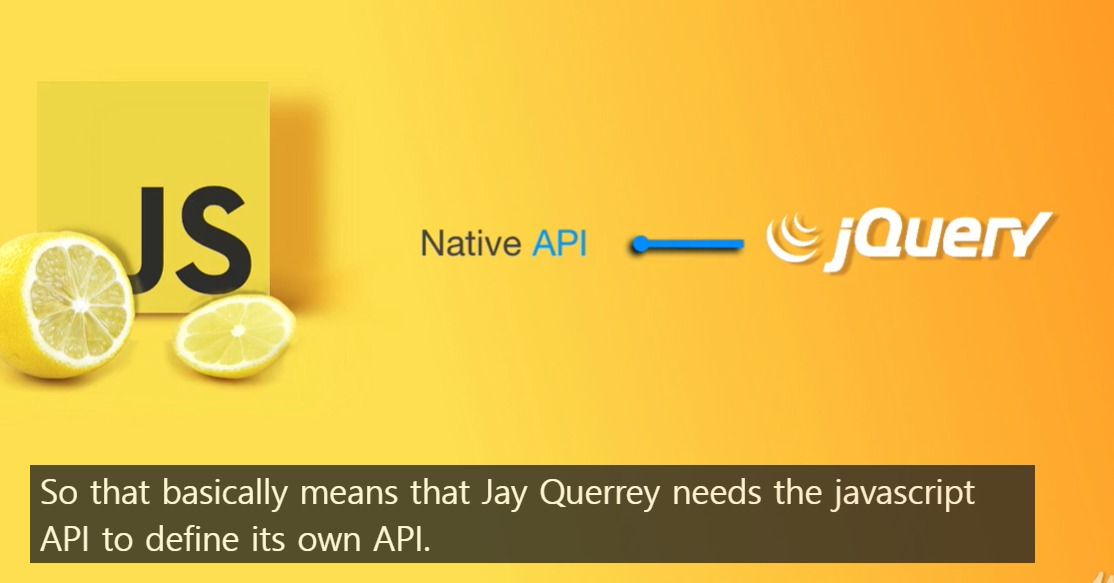 JS
Native API
jQuery
So that basically means that Jay Querrey needs the javascript
API to define its own API.